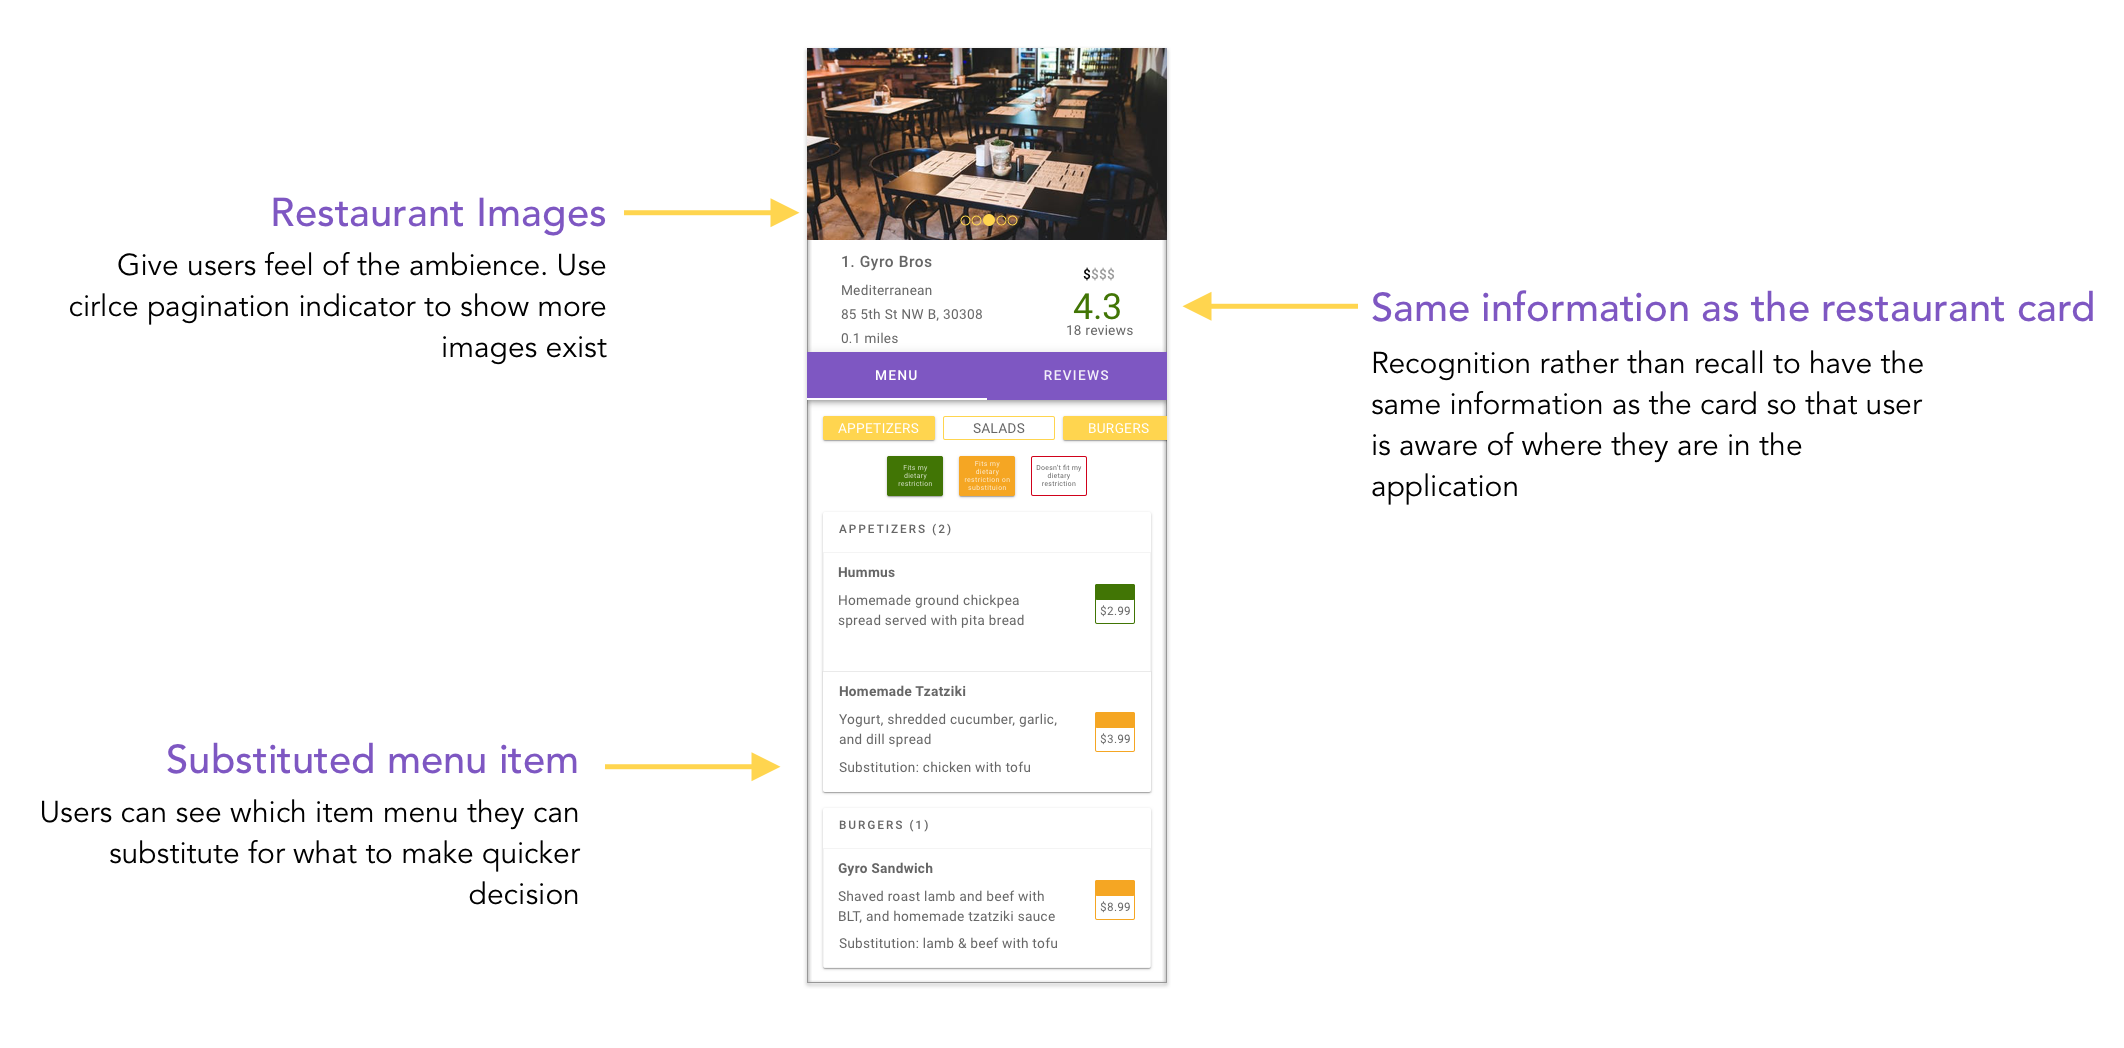 Restaurant Images
Give users feel of the ambience. Use
cirlce pagination indicator to show more
images exist
1. Gyro Bros
Mediterranean
85 5th St NW B, 30308
0.1 miles
$$$$
4.3
18 reviews
Same information as the restaurant card
Recognition rather than recall to have the
same information as the card so that user
is aware of where they are in the
application
MENU
REVIEWS
APPETIZERS
SALADS
BURGERS
Fits my
dietary
restriction
Fits my
dietary
restriction on
substituion
Doesn't fit my
dietary
restriction
APPETIZERS (2)
Hummus
Homemade ground chickpea
spread served with pita bread
$2.99
Homemade Tzatziki
Yogurt, shredded cucumber, garlic,
and dill spread
$3.99
Substitution: chicken with tofu
Substituted menu item
Users can see which item menu they can
substitute for what to make quicker
decision
BURGERS (1)
Gyro Sandwich
Shaved roast lamb and beef with
BLT, and homemade tzatziki sauce
$8.99
Substitution: lamb & beef with tofu